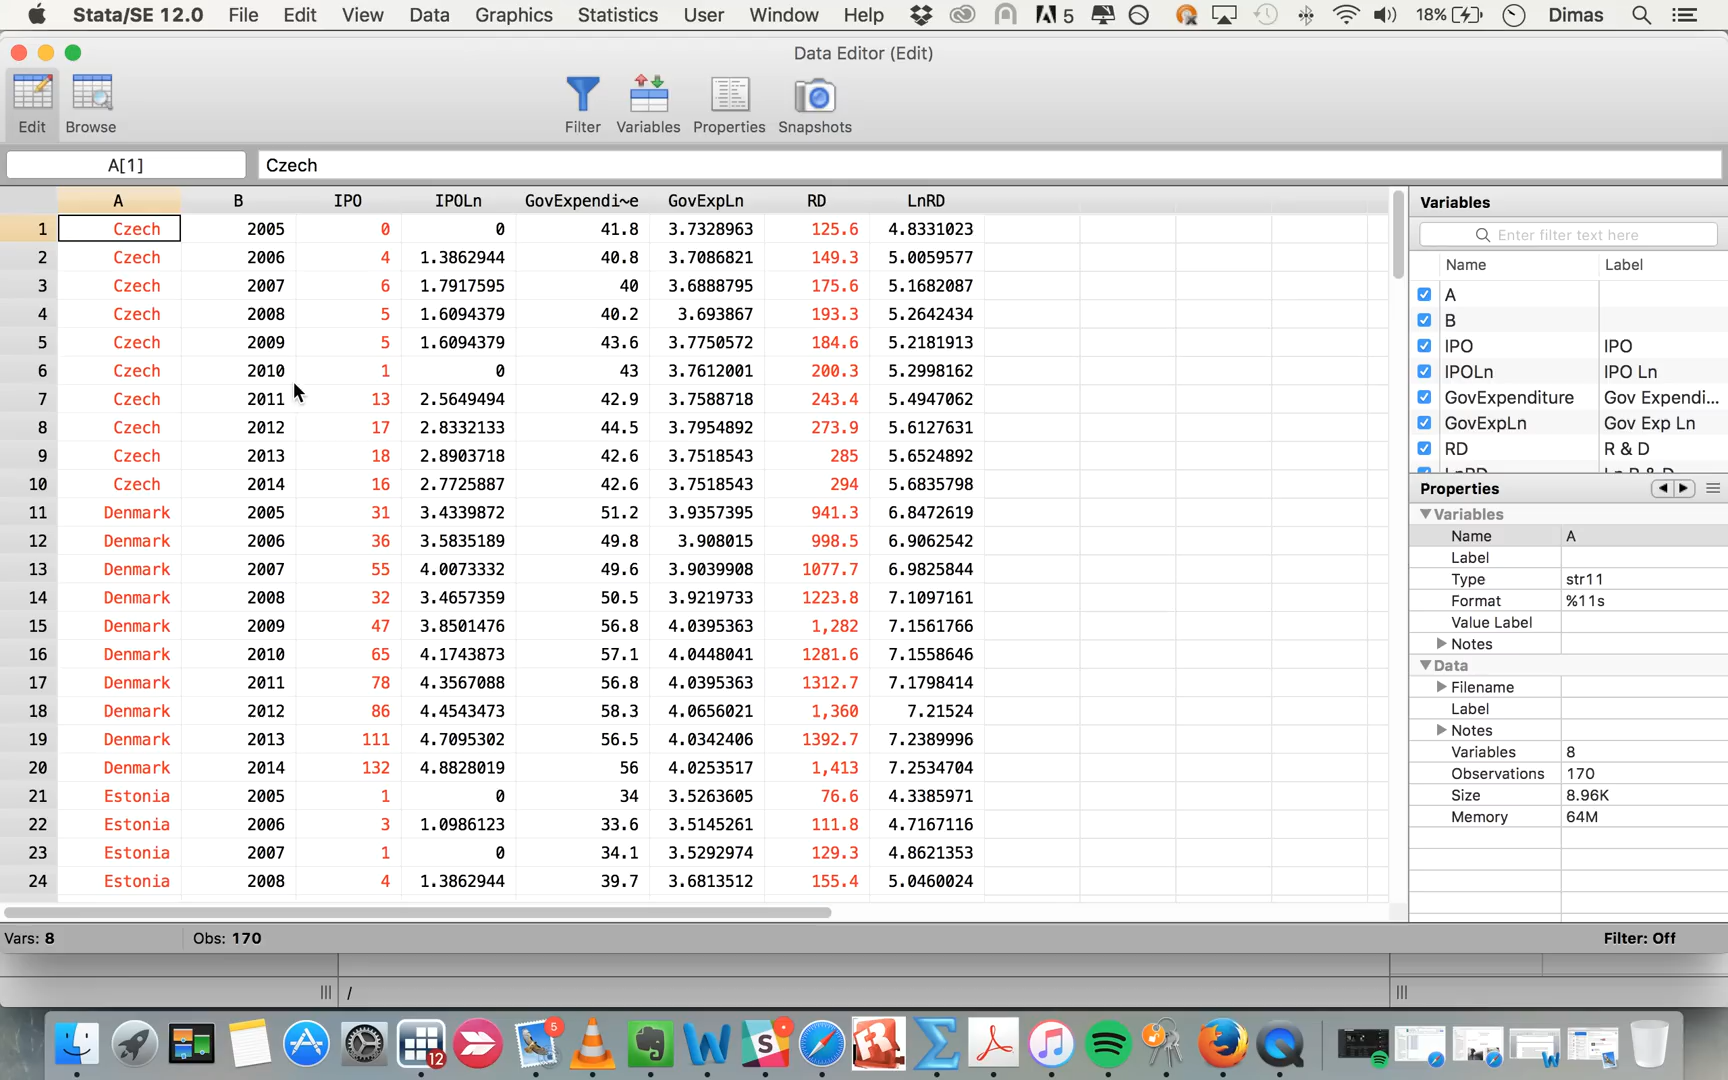 Stata/SE 12.0 File Edit View Data Graphics Statistics User Window Help 5 18% Dimas
Data Editor (Edit)
Edit Browse Filter Variables Properties Snapshots
A[1] Czech
A B IPO IPOLn GovExpendi~e GovExpLn RD LnRD
1 Czech 2005 0 0 41.8 3.7328963 125.6 4.8331023
2 Czech 2006 4 1.3862944 40.8 3.7086821 149.3 5.0059577
3 Czech 2007 6 1.7917595 40 3.6888795 175.6 5.1682087
4 Czech 2008 5 1.6094379 40.2 3.693867 193.3 5.2642434
5 Czech 2009 5 1.6094379 43.6 3.7750572 184.6 5.2181913
6 Czech 2010 1 0 43 3.7612001 200.3 5.2998162
7 Czech 2011 13 2.5649494 42.9 3.7588718 243.4 5.4947062
8 Czech 2012 17 2.8332133 44.5 3.7954892 273.9 5.6127631
9 Czech 2013 18 2.8903718 42.6 3.7518543 285 5.6524892
10 Czech 2014 16 2.7725887 42.6 3.7518543 294 5.6835798
11 Denmark 2005 31 3.4339872 51.2 3.9357395 941.3 6.8472619
12 Denmark 2006 36 3.5835189 49.8 3.908015 998.5 6.9062542
13 Denmark 2007 55 4.0073332 49.6 3.9039908 1077.7 6.9825844
14 Denmark 2008 32 3.4657359 50.5 3.9219733 1223.8 7.1097161
15 Denmark 2009 47 3.8501476 56.8 4.0395363 1,282 7.1561766
16 Denmark 2010 65 4.1743873 57.1 4.0448041 1281.6 7.1558646
17 Denmark 2011 78 4.3567088 56.8 4.0395363 1312.7 7.1798414
18 Denmark 2012 86 4.4543473 58.3 4.0656021 1,360 7.21524
19 Denmark 2013 111 4.7095302 56.5 4.0342406 1392.7 7.2389996
20 Denmark 2014 132 4.8828019 56 4.0253517 1,413 7.2534704
21 Estonia 2005 1 0 34 3.5263605 76.6 4.3385971
22 Estonia 2006 3 1.0986123 33.6 3.5145261 111.8 4.7167116
23 Estonia 2007 1 0 34.1 3.5292974 129.3 4.8621353
24 Estonia 2008 4 1.3862944 39.7 3.6813512 155.4 5.0460024
Variables
Enter filter text here
Name Label
A
B
IPO IPO
IPOLn IPO Ln
GovExpenditure Gov Expendi...
GovExpLn Gov Exp Ln
RD R & D
LnRD Ln R & D
Properties
Variables
Name A
Label
Type str11
Format %11s
Value Label
Notes
Data
Filename
Label
Notes
Variables 8
Observations 170
Size 8.96K
Memory 64M
Vars: 8 Obs: 170 Filter: Off
/
12 5